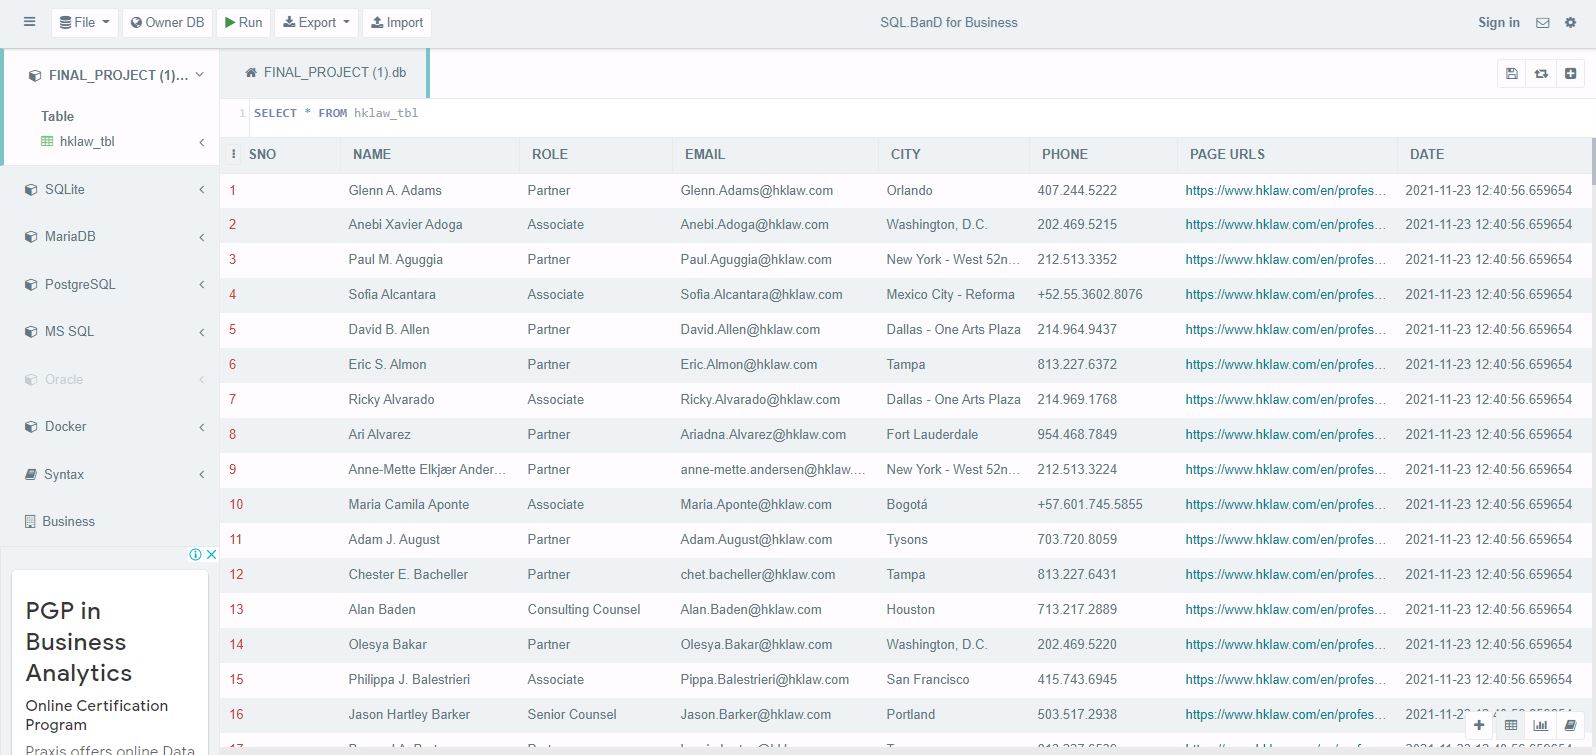 File Owner DB Run Export Import SQL.BanD for Business Sign in
FINAL_PROJECT (1)...
Table
hklaw_tbl
SQLite
MariaDB
PostgreSQL
MS SQL
Oracle
Docker
Syntax
Business
PGP in
Business
Analytics
Online Certification
Program
Praxis offers online Data
FINAL_PROJECT (1).db
1 SELECT * FROM hklaw_tbl
SNO NAME ROLE EMAIL CITY PHONE PAGE URLS DATE
1 Glenn A. Adams Partner Glenn.Adams@hklaw.com Orlando 407.244.5222 https://www.hklaw.com/en/profes... 2021-11-23 12:40:56.659654
2 Anebi Xavier Adoga Associate Anebi.Adoga@hklaw.com Washington, D.C. 202.469.5215 https://www.hklaw.com/en/profes... 2021-11-23 12:40:56.659654
3 Paul M. Aguggia Partner Paul.Aguggia@hklaw.com New York - West 52n... 212.513.3352 https://www.hklaw.com/en/profes... 2021-11-23 12:40:56.659654
4 Sofia Alcantara Associate Sofia.Alcantara@hklaw.com Mexico City - Reforma +52.55.3602.8076 https://www.hklaw.com/en/profes... 2021-11-23 12:40:56.659654
5 David B. Allen Partner David.Allen@hklaw.com Dallas - One Arts Plaza 214.964.9437 https://www.hklaw.com/en/profes... 2021-11-23 12:40:56.659654
6 Eric S. Almon Partner Eric.Almon@hklaw.com Tampa 813.227.6372 https://www.hklaw.com/en/profes... 2021-11-23 12:40:56.659654
7 Ricky Alvarado Associate Ricky.Alvarado@hklaw.com Dallas - One Arts Plaza 214.969.1768 https://www.hklaw.com/en/profes... 2021-11-23 12:40:56.659654
8 Ari Alvarez Partner Ariadna.Alvarez@hklaw.com Fort Lauderdale 954.468.7849 https://www.hklaw.com/en/profes... 2021-11-23 12:40:56.659654
9 Anne-Mette Elkjær Ander... Partner anne-mette.andersen@hklaw.... New York - West 52n... 212.513.3224 https://www.hklaw.com/en/profes... 2021-11-23 12:40:56.659654
10 Maria Camila Aponte Associate Maria.Aponte@hklaw.com Bogotá +57.601.745.5855 https://www.hklaw.com/en/profes... 2021-11-23 12:40:56.659654
11 Adam J. August Partner Adam.August@hklaw.com Tysons 703.720.8059 https://www.hklaw.com/en/profes... 2021-11-23 12:40:56.659654
12 Chester E. Bacheller Partner chet.bacheller@hklaw.com Tampa 813.227.6431 https://www.hklaw.com/en/profes... 2021-11-23 12:40:56.659654
13 Alan Baden Consulting Counsel Alan.Baden@hklaw.com Houston 713.217.2889 https://www.hklaw.com/en/profes... 2021-11-23 12:40:56.659654
14 Olesya Bakar Partner Olesya.Bakar@hklaw.com Washington, D.C. 202.469.5220 https://www.hklaw.com/en/profes... 2021-11-23 12:40:56.659654
15 Philippa J. Balestrieri Associate Pippa.Balestrieri@hklaw.com San Francisco 415.743.6945 https://www.hklaw.com/en/profes... 2021-11-23 12:40:56.659654
16 Jason Hartley Barker Senior Counsel Jason.Barker@hklaw.com Portland 503.517.2938 https://www.hklaw.com/en/profes...